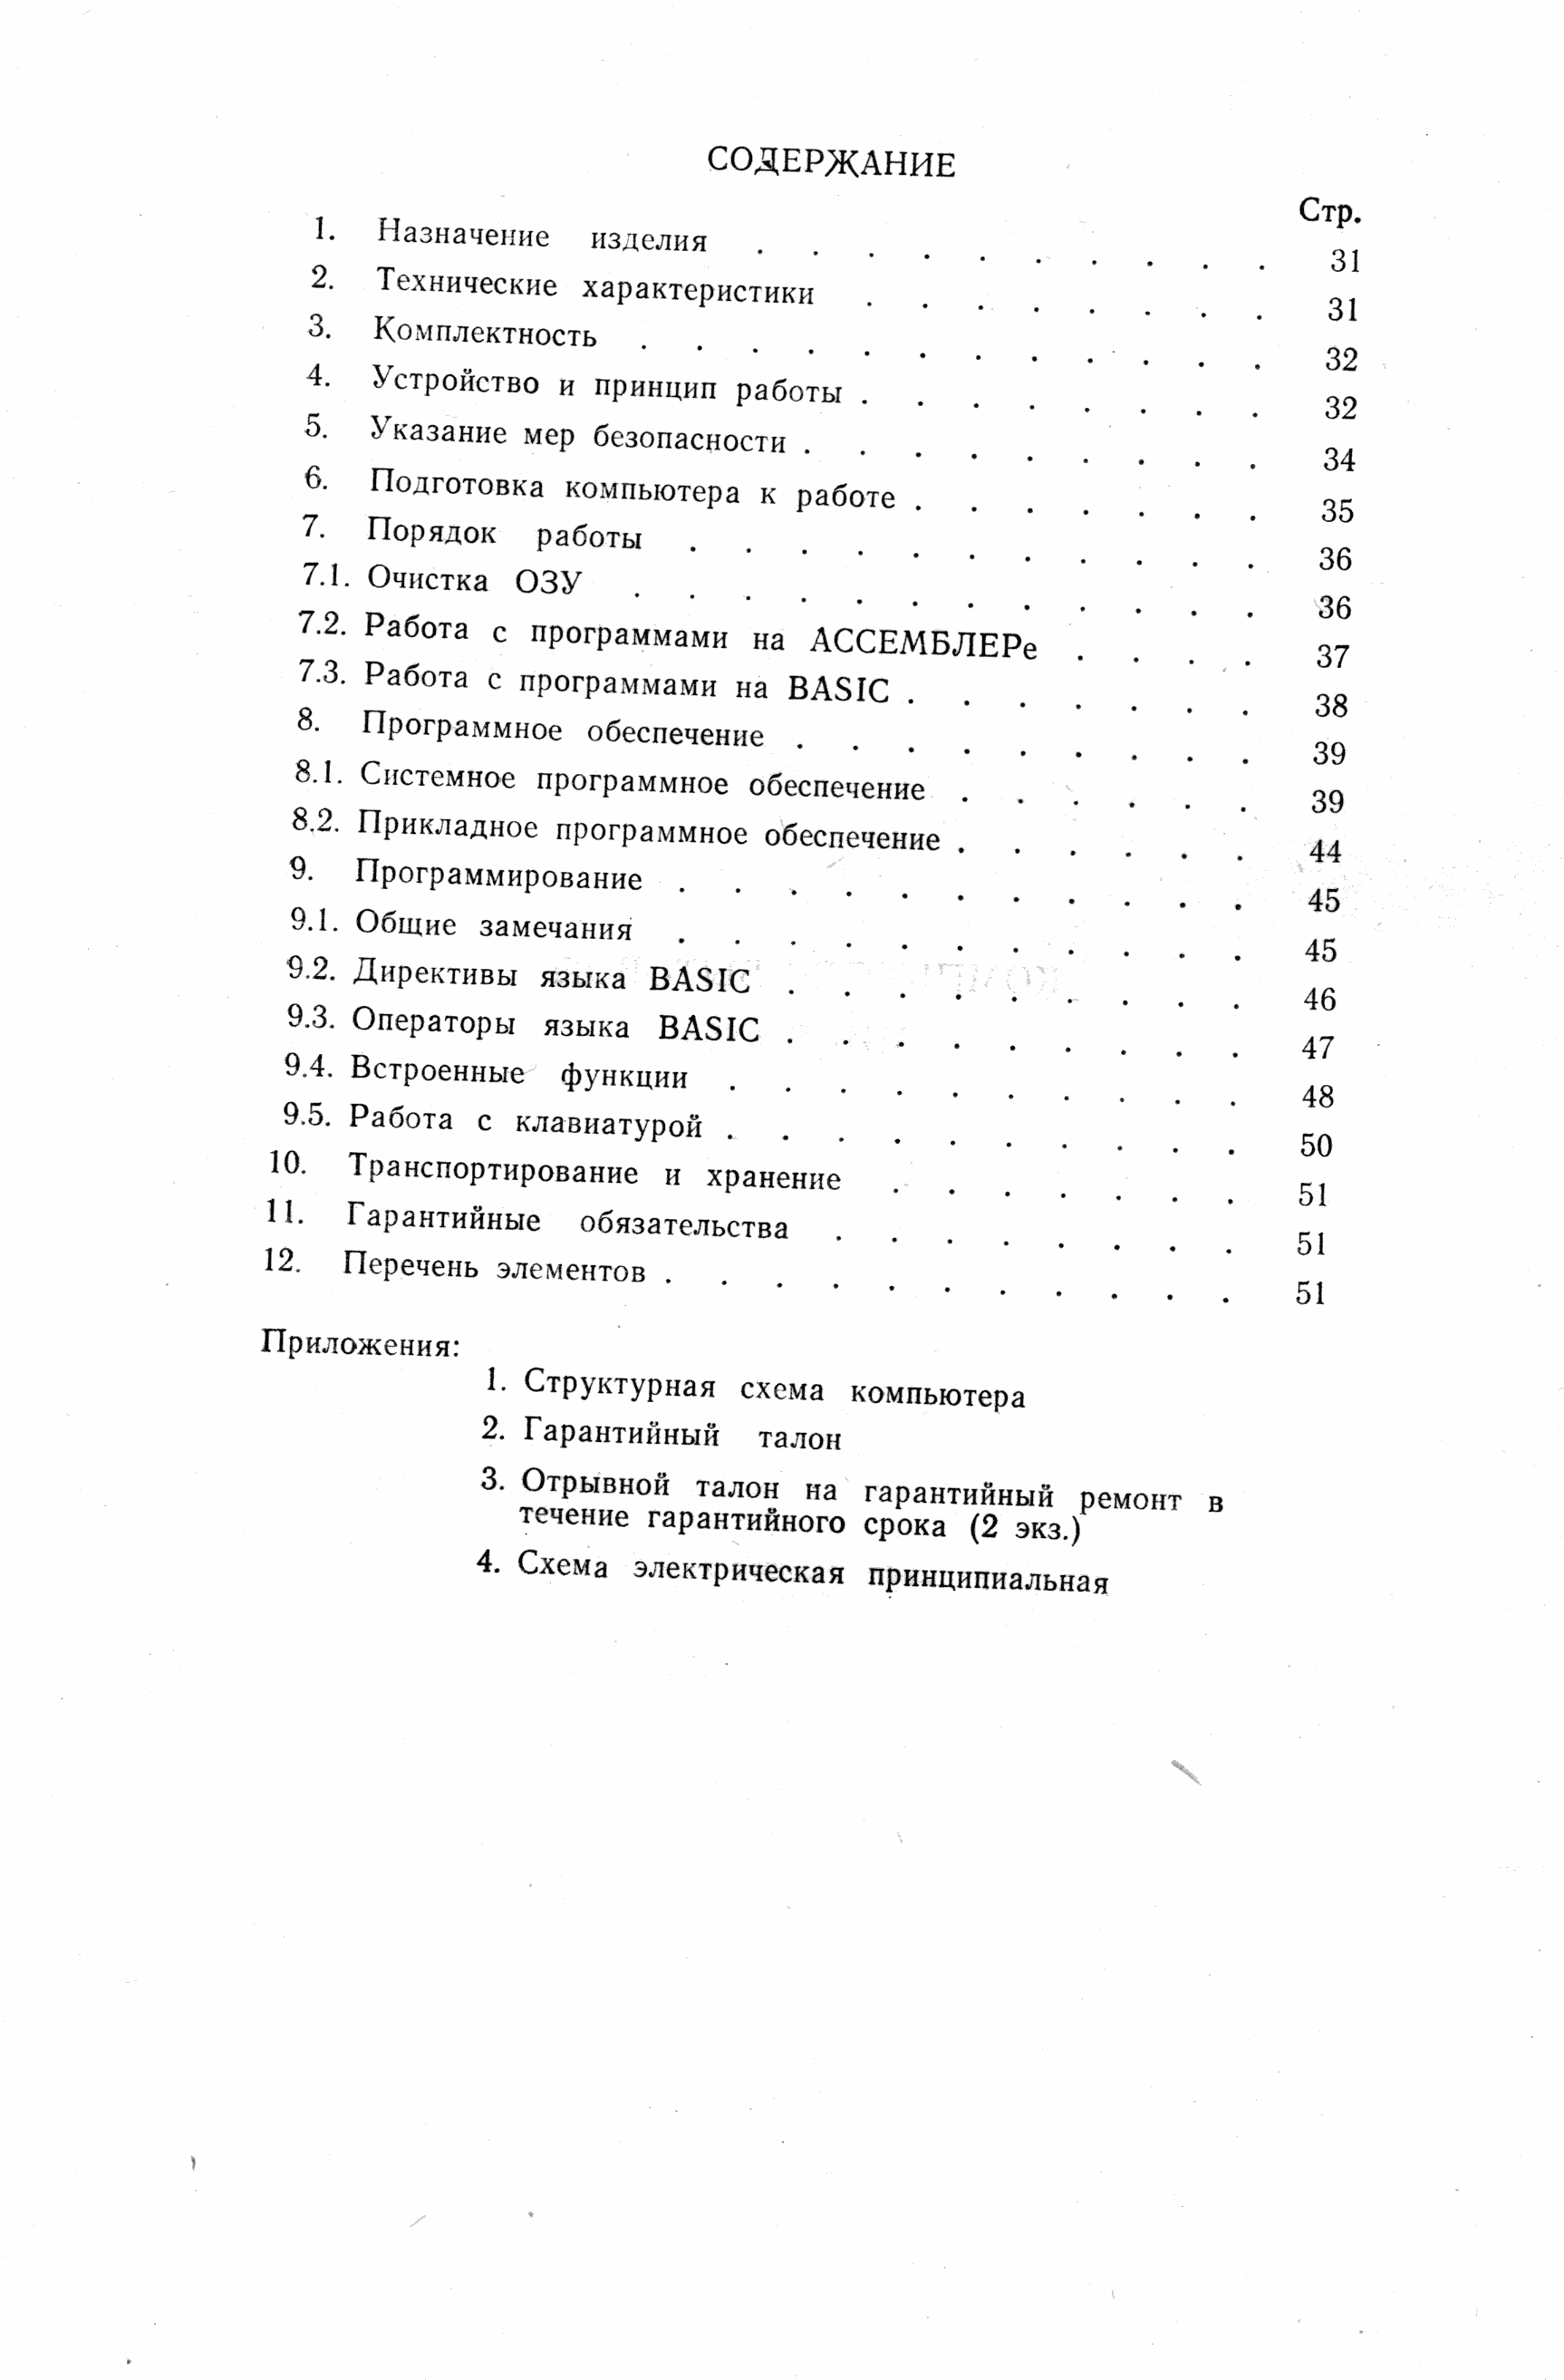 СОДЕРЖАНИЕ
Стр.
1. Назначение изделия . . . . . . . . . . 31
2. Технические характеристики . . . . . . . . 31
3. Комплектность . . . . . . . . . . . . 32
4. Устройство и принцип работы . . . . . . . . 32
5. Указание мер безопасности . . . . . . . . . 34
6. Подготовка компьютера к работе . . . . . . . 35
7. Порядок работы . . . . . . . . . . . 36
7.1. Очистка ОЗУ . . . . . . . . . . . . 36
7.2. Работа с программами на АССЕМБЛЕРе . . . . 37
7.3. Работа с программами на BASIC . . . . . . . 38
8. Программное обеспечение . . . . . . . . . 39
8.1. Системное программное обеспечение . . . . . . 39
8.2. Прикладное программное обеспечение . . . . . . 44
9. Программирование . . . . . . . . . . . 45
9.1. Общие замечания . . . . . . . . . . . 45
9.2. Директивы языка BASIC . . . . . . . . . 46
9.3. Операторы языка BASIC . . . . . . . . . 47
9.4. Встроенные функции . . . . . . . . . . 48
9.5. Работа с клавиатурой . . . . . . . . . . 50
10. Транспортирование и хранение . . . . . . . 51
11. Гарантийные обязательства . . . . . . . . 51
12. Перечень элементов . . . . . . . . . . . 51
Приложения:
1. Структурная схема компьютера
2. Гарантийный талон
3. Отрывной талон на гарантийный ремонт в
течение гарантийного срока (2 экз.)
4. Схема электрическая принципиальная